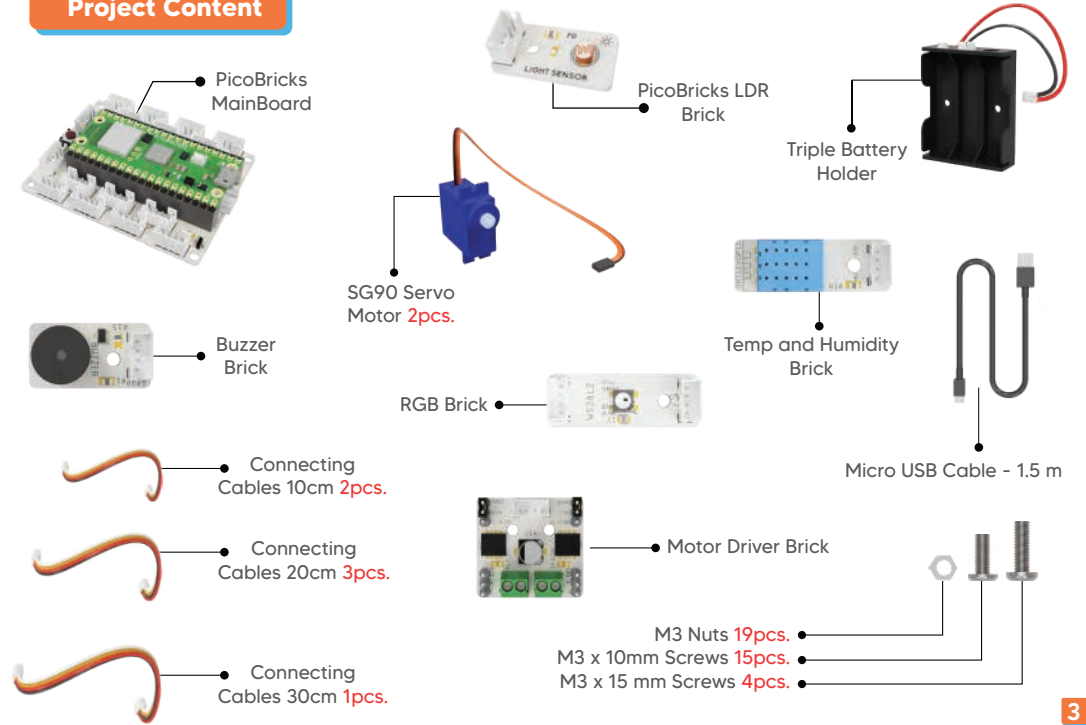 Project Content
PicoBricks
MainBoard
LIGHT SENSOR
PicoBricks LDR
Brick
Triple Battery
Holder
SG90 Servo
Motor 2pcs.
Temp and Humidity
Brick
BUZZER
Buzzer
Brick
RGB Brick
WS2812
Micro USB Cable - 1.5 m
Connecting
Cables 10cm 2pcs.
Connecting
Cables 20cm 3pcs.
Motor Driver Brick
Connecting
Cables 30cm 1pcs.
M3 Nuts 19pcs.
M3 x 10mm Screws 15pcs.
M3 x 15 mm Screws 4pcs.
3